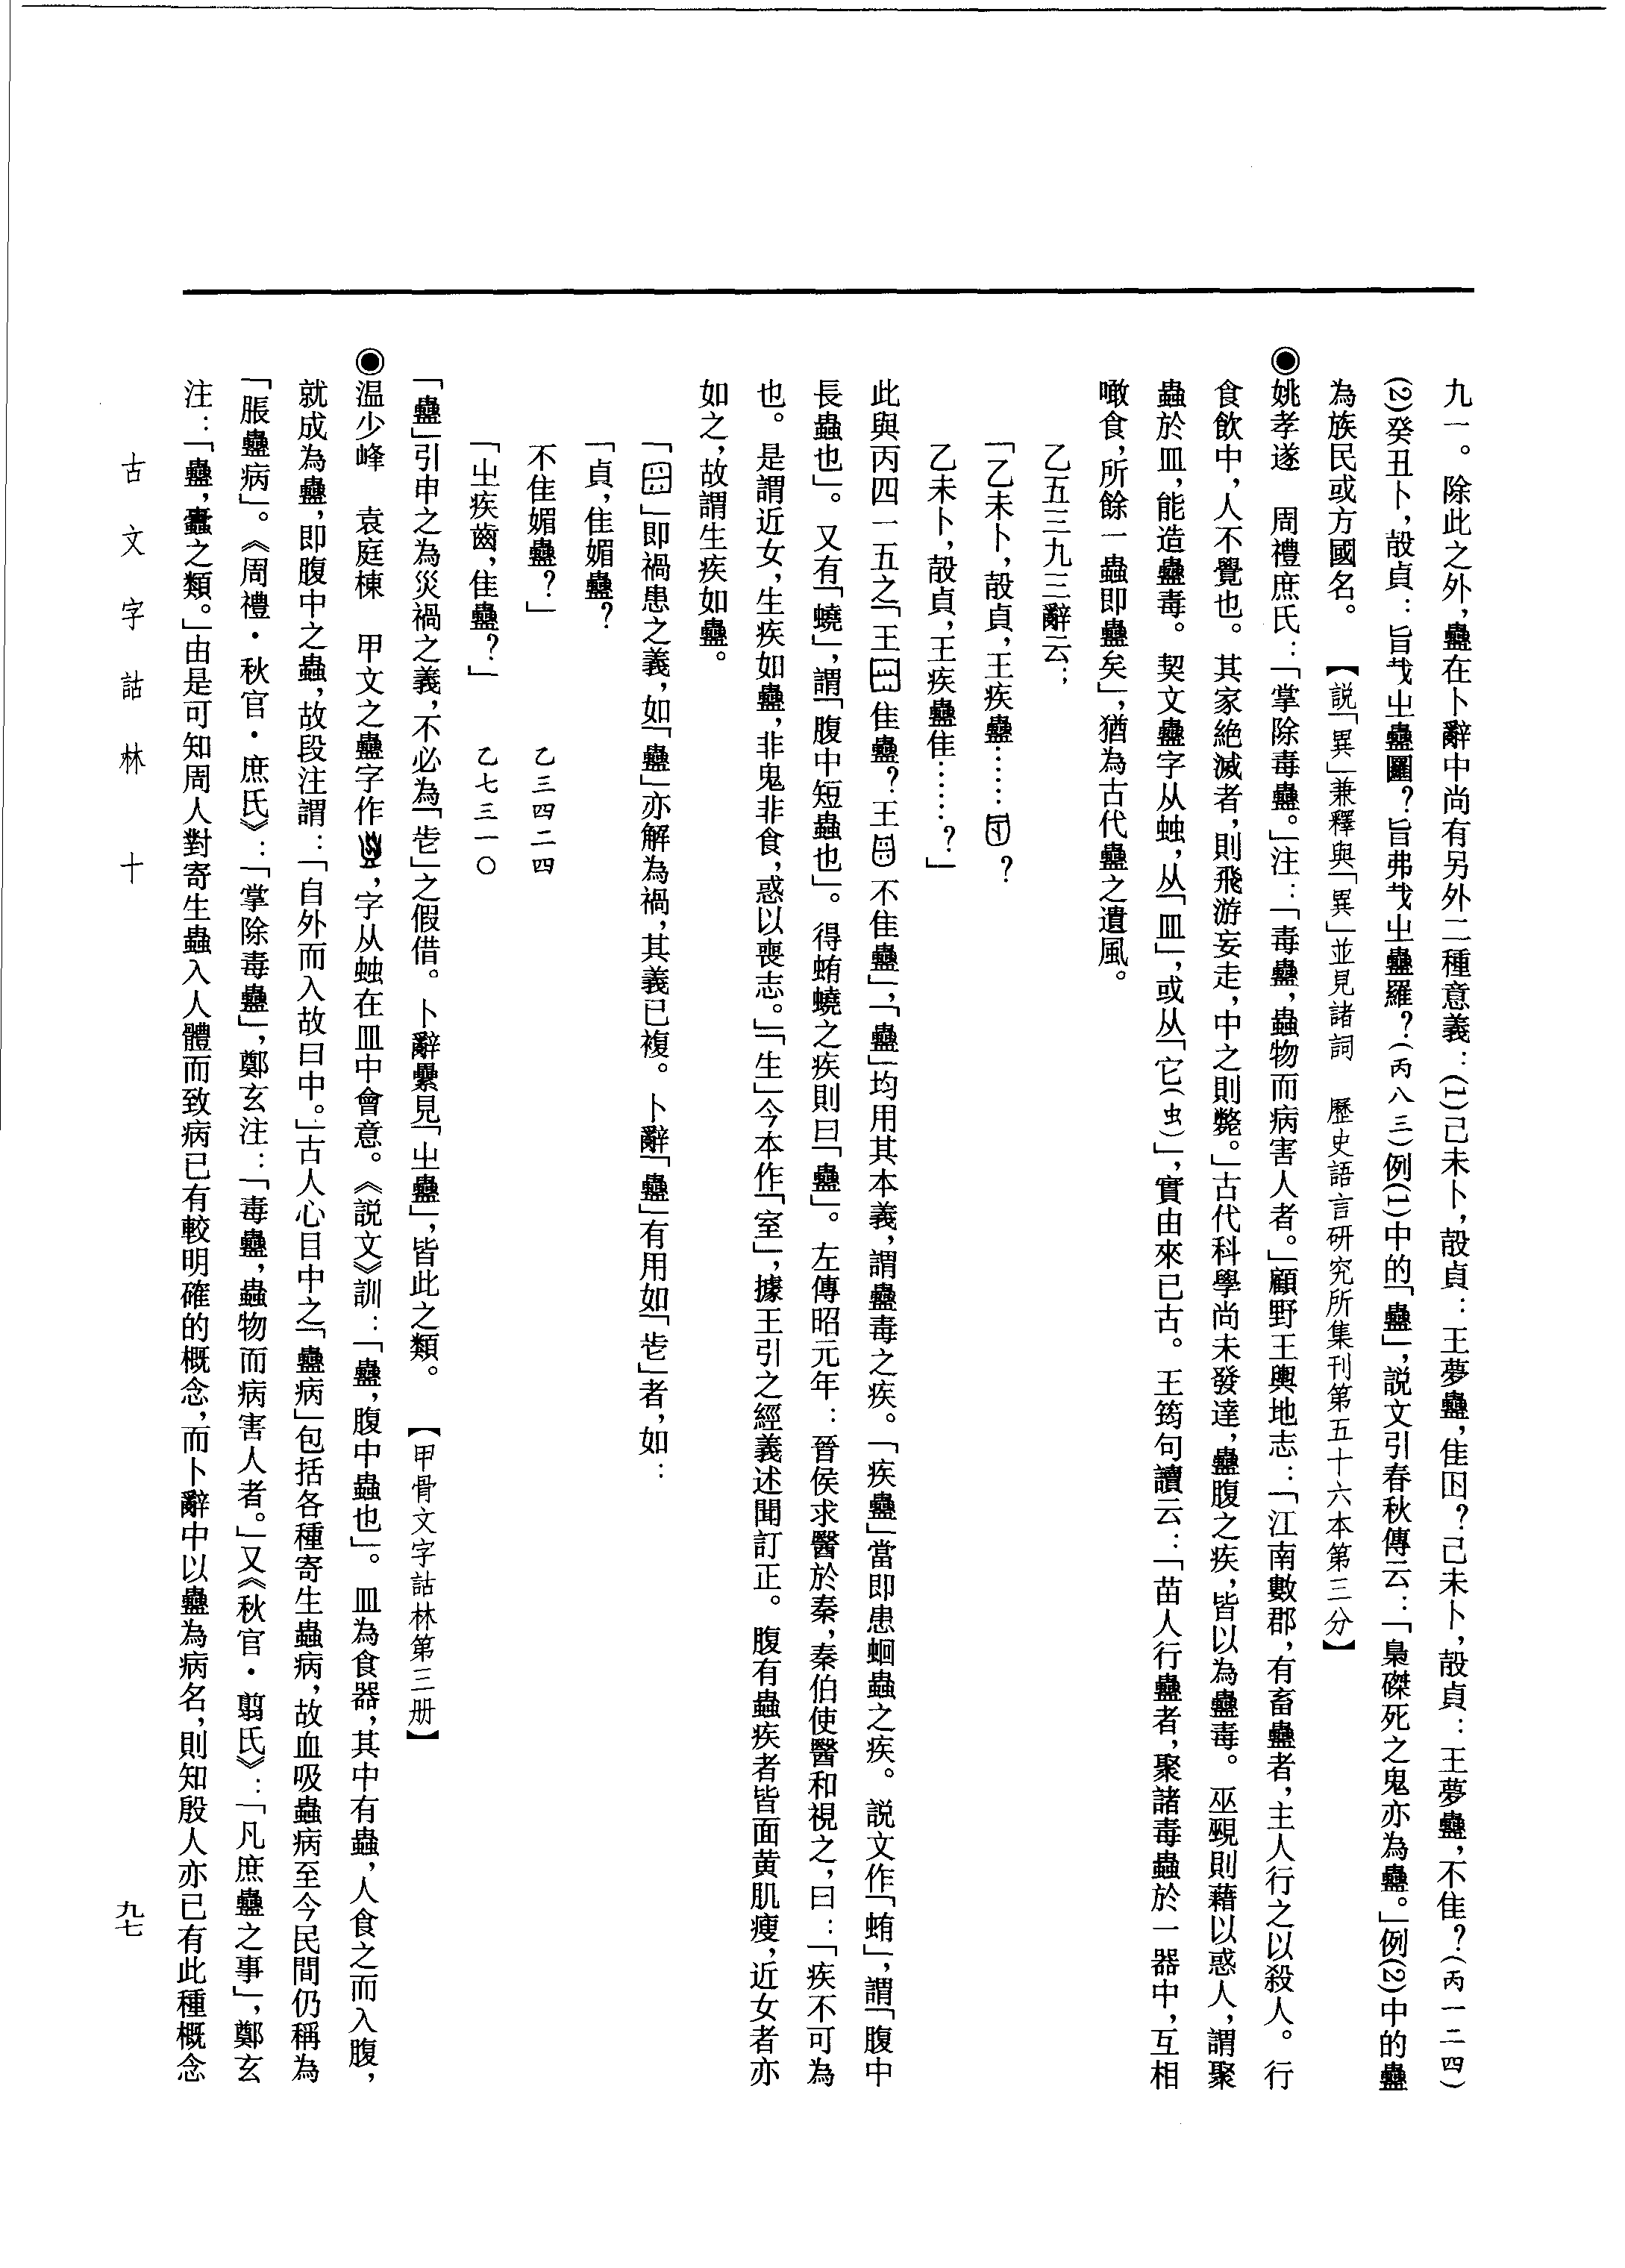 九一。除此之外,蠱在卜辭中尚有另外二種意義:(1)己未卜,㱿貞:王夢蠱,隹囚?己未卜,㱿貞:王夢蠱,不隹?(丙一二四)
(2)癸丑卜,㱿貞:旨𢦏㞢蠱?旨弗𢦏㞢蠱羅?(丙八三)例(1)中的「蠱」,説文引春秋傳云:「梟磔死之鬼亦為蠱。」例(2)中的蠱
為族民或方國名。 【説「異」兼釋與「異」並見諸詞 歷史語言研究所集刊第五十六本第三分】
◉姚孝遂 周禮庶氏:「掌除毒蠱。」注:「毒蠱,蟲物而病害人者。」顧野王輿地志:「江南數郡,有畜蠱者,主人行之以殺人。行
食飲中,人不覺也。其家絶滅者,則飛游妄走,中之則斃。」古代科學尚未發達,蠱腹之疾,皆以為蠱毒。巫覡則藉以惑人,謂聚
蟲於皿,能造蠱毒。契文蠱字从䖵,从「皿」,或从「它(虫)」,實由來已古。王筠句讀云:「苗人行蠱者,聚諸毒蟲於一器中,互相
噉食,所餘一蟲即蠱矣」,猶為古代蠱之遺風。
乙五三九三辭云:
「乙未卜,㱿貞,王疾蠱……?
乙未卜,㱿貞,王疾蠱隹……?」
此與丙四一五之「王隹蠱?王不隹蠱」,「蠱」均用其本義,謂蠱毒之疾。「疾蠱」當即患蛔蟲之疾。説文作「蛕」,謂「腹中
長蟲也」。又有「蟯」,謂「腹中短蟲也」。得蛕蟯之疾則曰「蠱」。左傳昭元年:晉侯求醫於秦,秦伯使醫和視之,曰:「疾不可為
也。是謂近女,生疾如蠱,非鬼非食,惑以喪志。」「生」今本作「室」,據王引之經義述聞訂正。腹有蟲疾者皆面黄肌瘦,近女者亦
如之,故謂生疾如蠱。
「」即禍患之義,如「蠱」亦解為禍,其義已複。卜辭「蠱」有用如「𡆥」者,如:
「貞,隹媚蠱?
不隹媚蠱?」 乙三四二四
「㞢疾齒,隹蠱?」 乙七三一〇
「蠱」引申之為災禍之義,不必為「」之假借。卜辭纍見「㞢蠱」,皆此之類。 【甲骨文字詁林第三册】
◉温少峰 袁庭棟 甲文之蠱字作,字从䖵在皿中會意。《説文》訓:「蠱,腹中蟲也」。皿為食器,其中有蟲,人食之而入腹,
就成為蠱,即腹中之蟲,故段注謂:「自外而入故曰中。」古人心目中之「蠱病」包括各種寄生蟲病,故血吸蟲病至今民間仍稱為
「脹蠱病」。《周禮·秋官·庶氏》:「掌除毒蠱」,鄭玄注:「毒蠱,蟲物而病害人者。」又《秋官·翦氏》:「凡庶蠱之事」,鄭玄
注:「蠱,蠹之類。」由是可知周人對寄生蟲入人體而致病已有較明確的概念,而卜辭中以蠱為病名,則知殷人亦已有此種概念
古文字詁林 十
九七